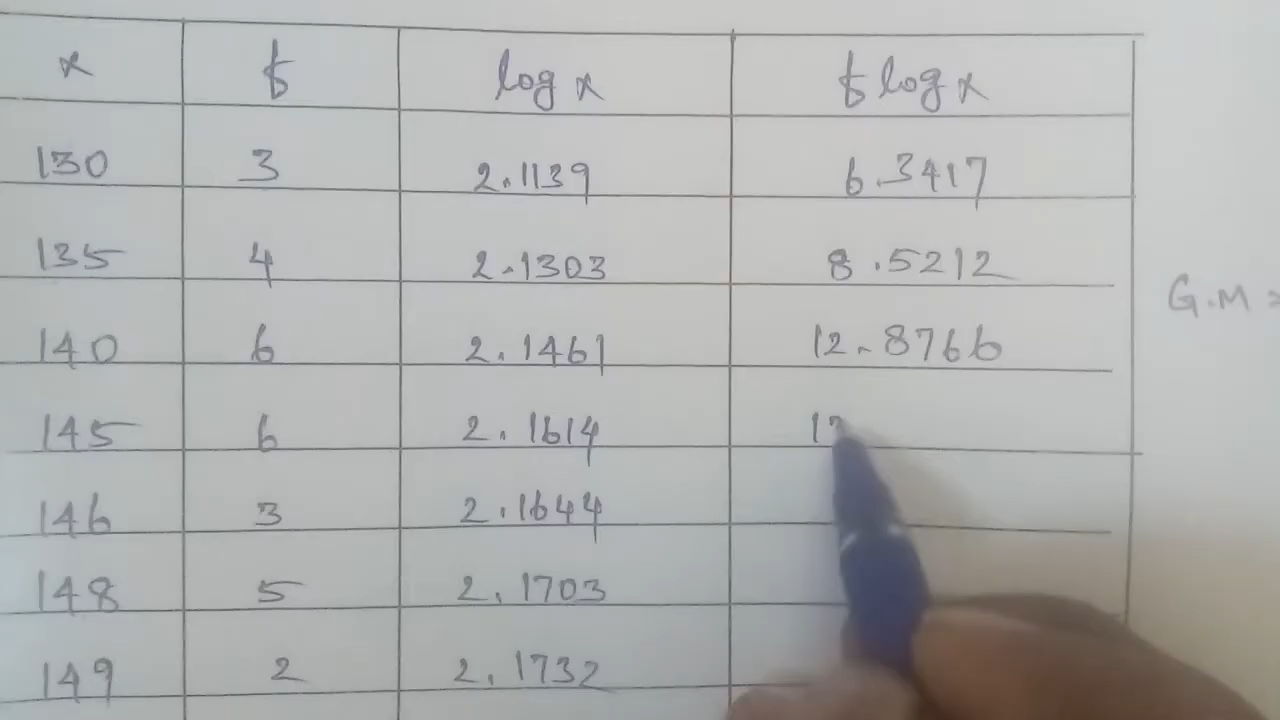 x f log x f log x
130 3 2.1139 6.3417
135 4 2.1303 8.5212
140 6 2.1461 12.8766
G.M =
145 6 2.1614 12
146 3 2.1644
148 5 2.1703
149 2 2.1732